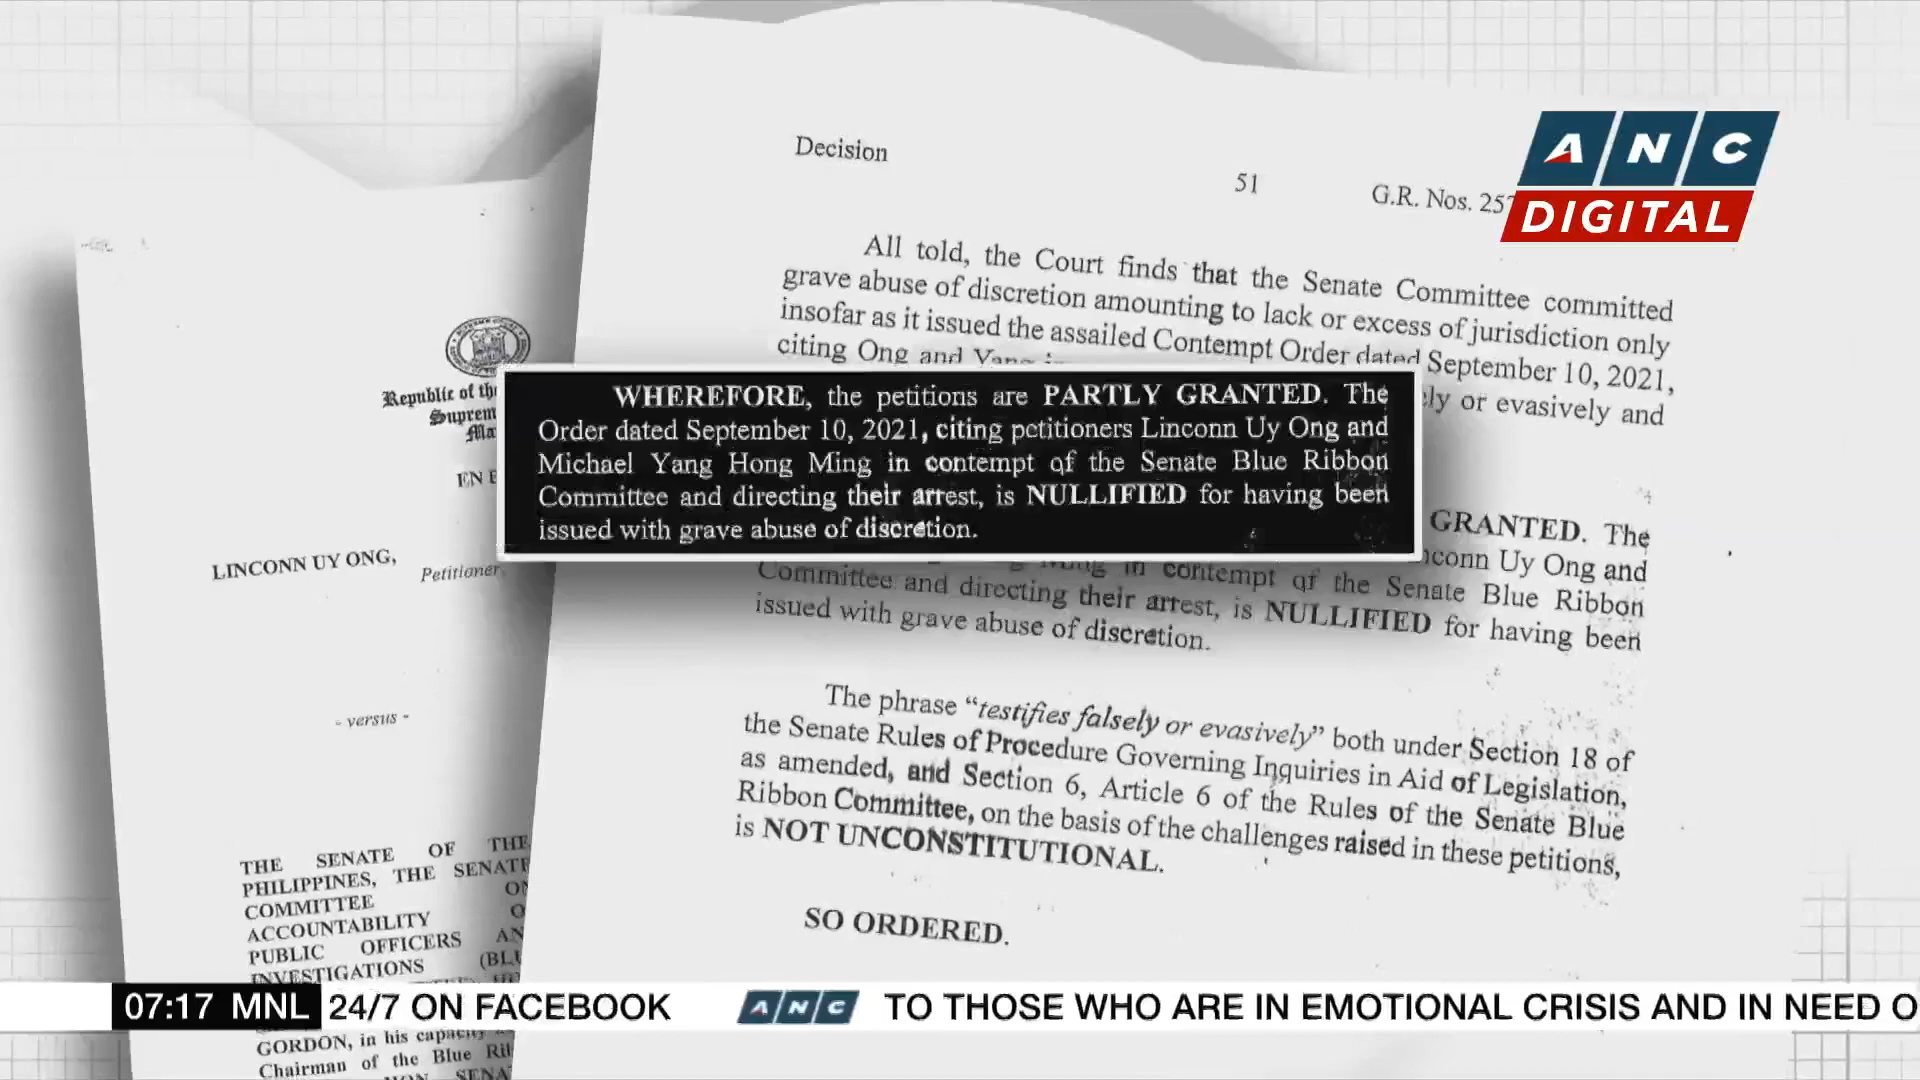 Decision
51
G.R. Nos. 257
ANC
DIGITAL
All told, the Court finds that the Senate Committee committed
grave abuse of discretion amounting to lack or excess of jurisdiction only
insofar as it issued the assailed Contempt Order dated September 10, 2021,
citing Ong and Yang
or evasively and
WHEREFORE, the petitions are PARTLY GRANTED. The
Order dated September 10, 2021, citing petitioners Linconn Uy Ong and
Michael Yang Hong Ming in contempt of the Senate Blue Ribbon
Committee and directing their arrest, is NULLIFIED for having been
issued with grave abuse of discretion.
GRANTED. The
Uy Ong and
in contempt of the Senate Blue Ribbon
Committee and directing their arrest, is NULLIFIED for having been
issued with grave abuse of discretion.
The phrase “testifies falsely or evasively” both under Section 18 of
the Senate Rules of Procedure Governing Inquiries in Aid of Legislation,
as amended, and Section 6, Article 6 of the Rules of the Senate Blue
Ribbon Committee, on the basis of the challenges raised in these petitions,
is NOT UNCONSTITUTIONAL.
SO ORDERED.
Republic of the
Suprem
Ma
EN B
LINCONN UY ONG,
Petitioner,
- versus -
THE SENATE OF THE
PHILIPPINES, THE SENATE
COMMITTEE ON
ACCOUNTABILITY O
PUBLIC OFFICERS AN
INVESTIGATIONS (BLU
GORDON, in his capacity
Chairman of the Blue Rib
SENA
07:17 MNL 24/7 ON FACEBOOK ANC TO THOSE WHO ARE IN EMOTIONAL CRISIS AND IN NEED O